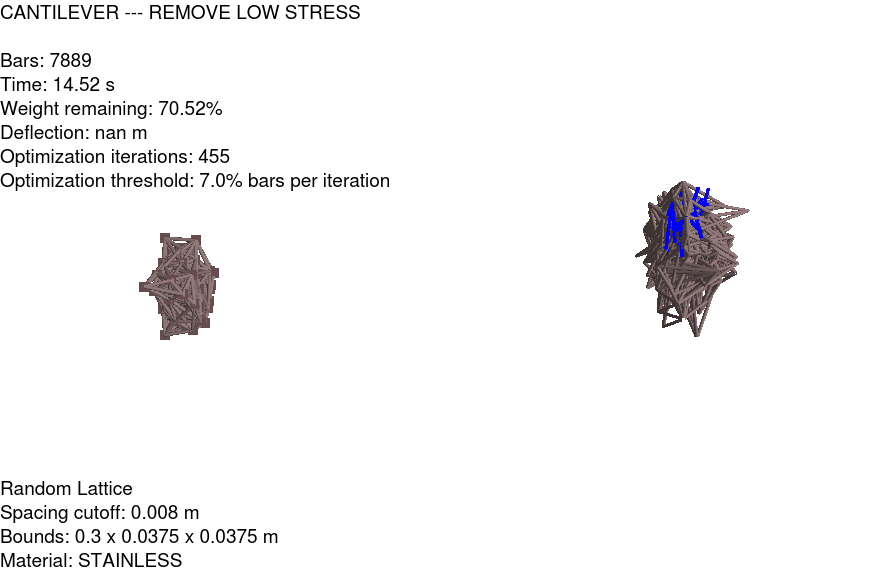 CANTILEVER --- REMOVE LOW STRESS
Bars: 7889
Time: 14.52 s
Weight remaining: 70.52%
Deflection: nan m
Optimization iterations: 455
Optimization threshold: 7.0% bars per iteration
Random Lattice
Spacing cutoff: 0.008 m
Bounds: 0.3 x 0.0375 x 0.0375 m
Material: STAINLESS